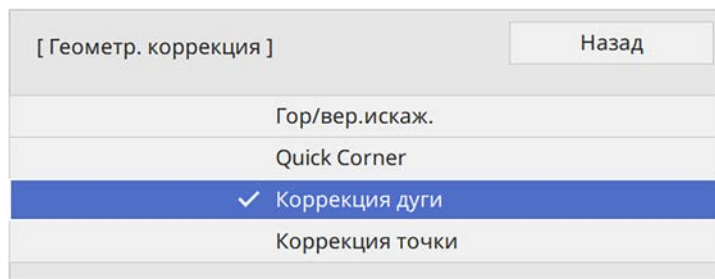 [ Геометр. коррекция ]
Назад
Гор/вер.искаж.
Quick Corner
Коррекция дуги
Коррекция точки